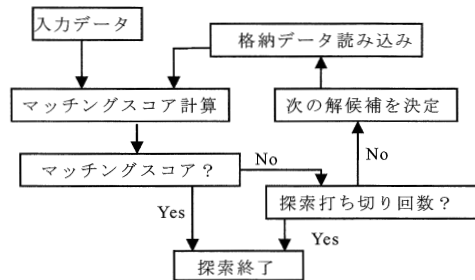 入力データ
格納データ読み込み
マッチングスコア計算
次の解候補を決定
マッチングスコア？
No
No
探索打ち切り回数？
Yes
Yes
探索終了